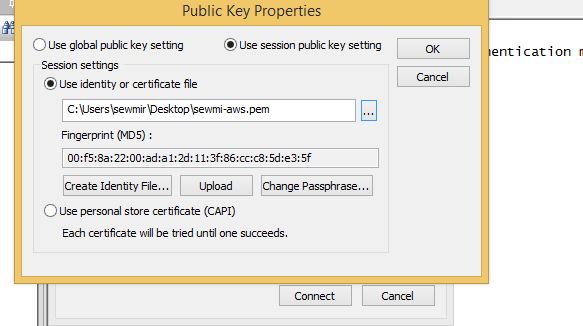 Public Key Properties
Use global public key setting
Use session public key setting
OK
Cancel
Session settings
Use identity or certificate file
C:\Users\sewmir\Desktop\sewmi-aws.pem
...
Fingerprint (MD5) :
00:f5:8a:22:00:ad:a1:2d:11:3f:86:cc:c8:5d:e3:5f
Create Identity File...
Upload
Change Passphrase...
Use personal store certificate (CAPI)
Each certificate will be tried until one succeeds.
Connect
Cancel
nentication m